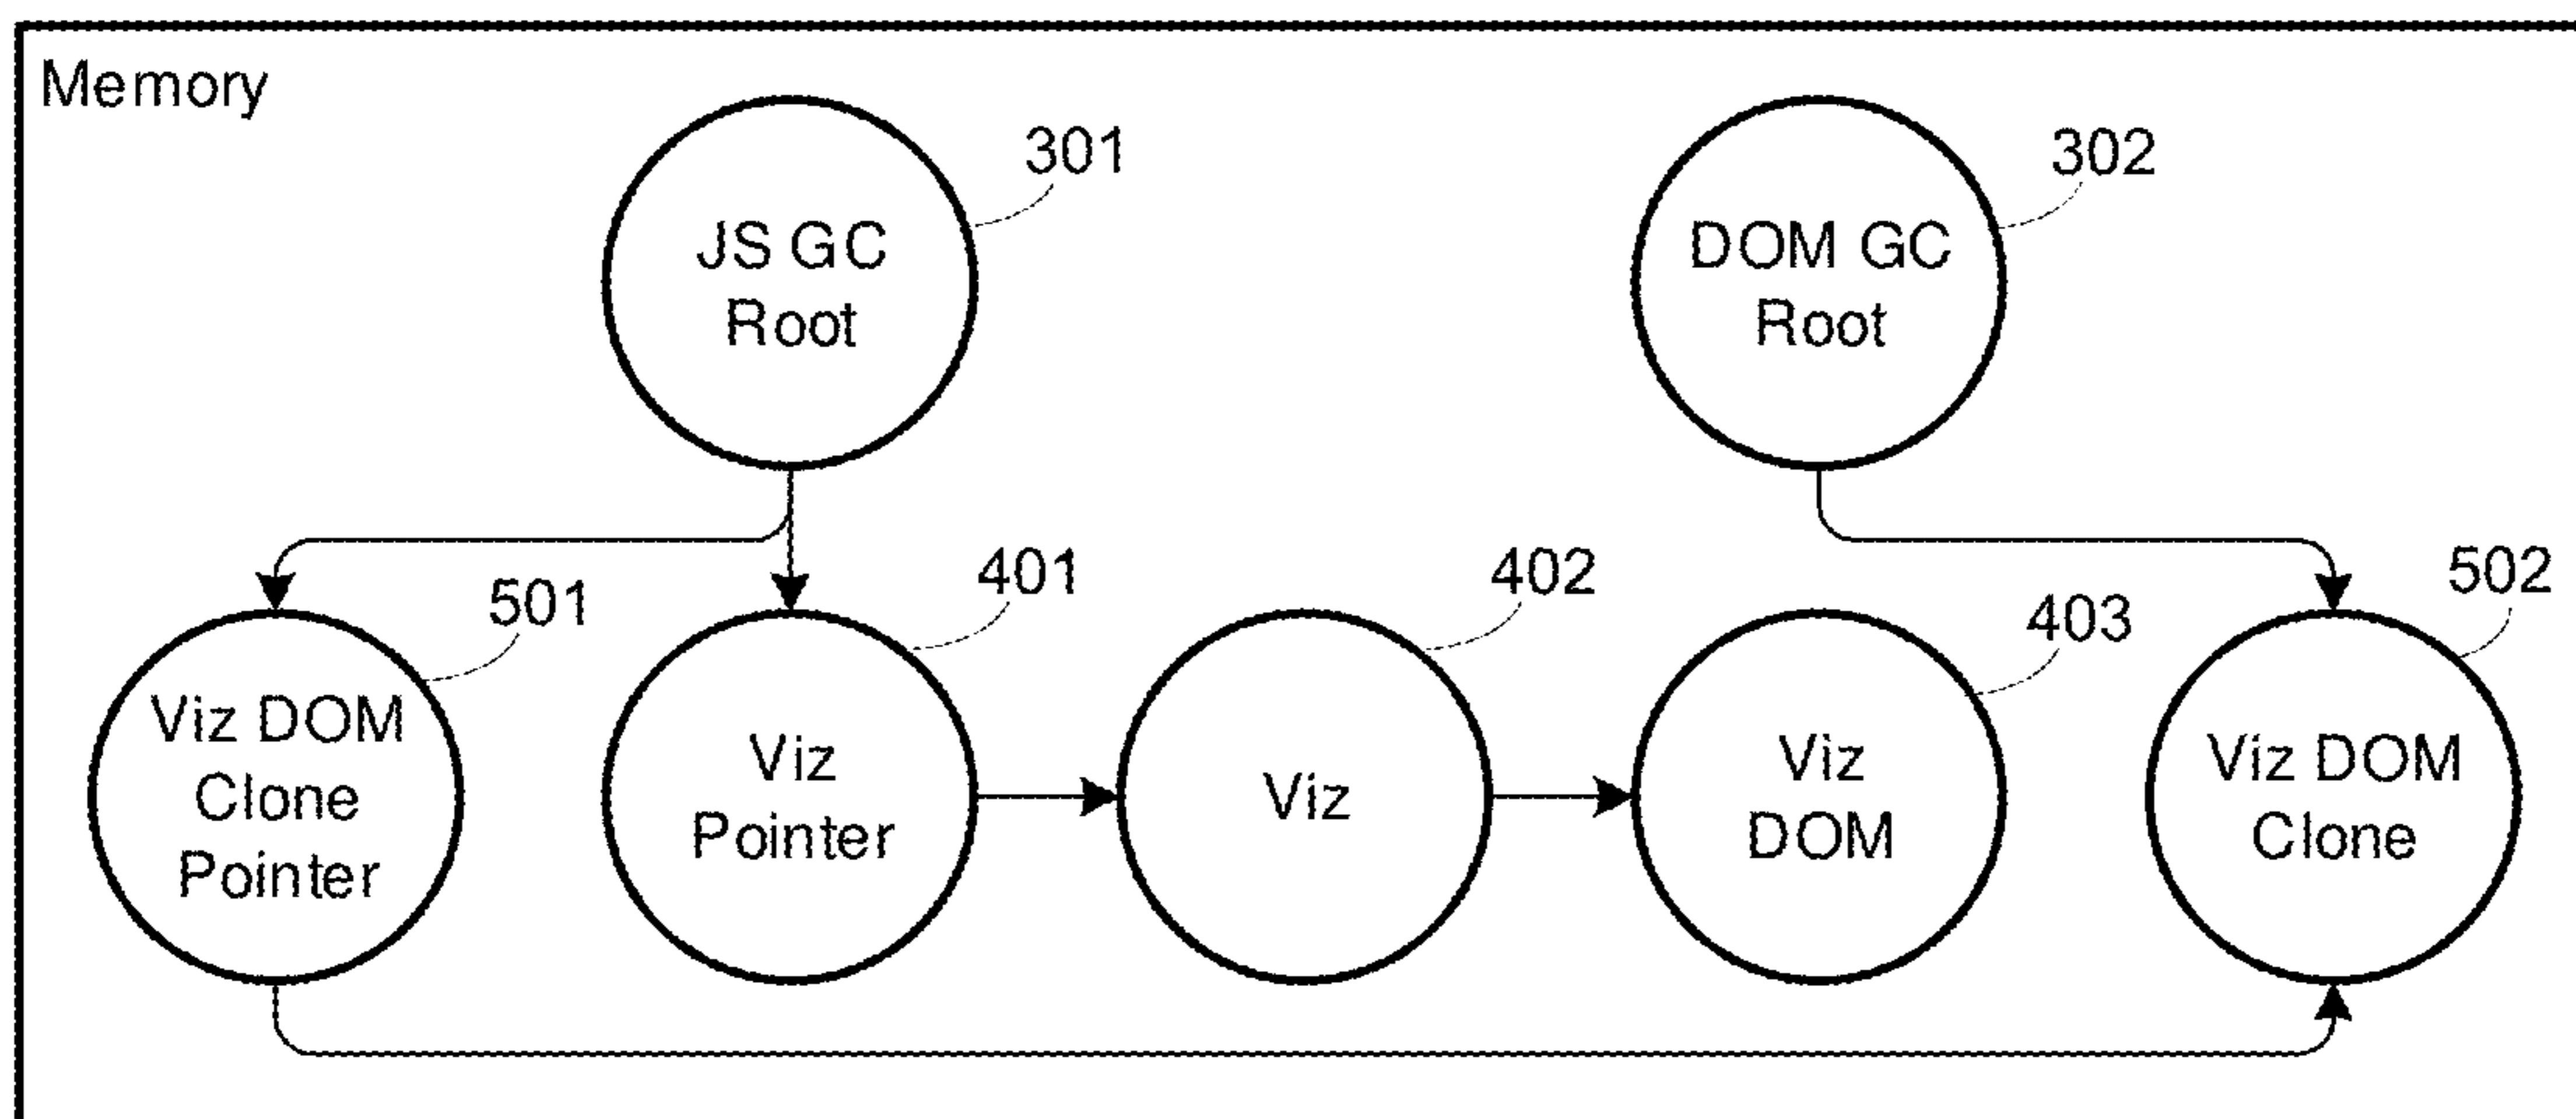 Memory
301
302
JS GC
Root
DOM GC
Root
501
401
402
403
502
Viz DOM
Clone
Pointer
Viz
Pointer
Viz
Viz
DOM
Viz DOM
Clone